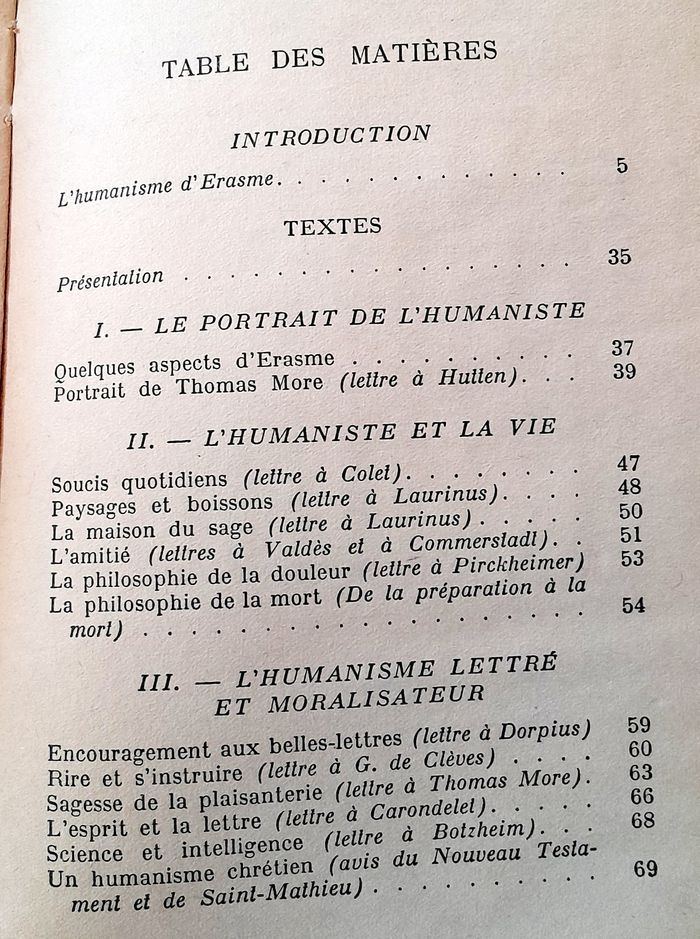 TABLE DES MATIÈRES
INTRODUCTION
L'humanisme d'Erasme. . . . . . . . . . . . . 5
TEXTES
Présentation . . . . . . . . . . . . . . . . . 35
I. — LE PORTRAIT DE L'HUMANISTE
Quelques aspects d'Erasme . . . . . . . . . . 37
Portrait de Thomas More (lettre à Hutten). . . 39
II. — L'HUMANISTE ET LA VIE
Soucis quotidiens (lettre à Colet). . . . . . . . 47
Paysages et boissons (lettre à Laurinus). . . . 48
La maison du sage (lettre à Laurinus) . . . . . 50
L'amitié (lettres à Valdès et à Commerstadt). . 51
La philosophie de la douleur (lettre à Pirckheimer) 53
La philosophie de la mort (De la préparation à la
mort) . . . . . . . . . . . . . . . . . . 54
III. — L'HUMANISME LETTRÉ
ET MORALISATEUR
Encouragement aux belles-lettres (lettre à Dorpius) 59
Rire et s'instruire (lettre à G. de Clèves) . . . . 60
Sagesse de la plaisanterie (lettre à Thomas More). 63
L'esprit et la lettre (lettre à Carondelet). . . . . 66
Science et intelligence (lettre à Botzheim). . . 68
Un humanisme chrétien (avis du Nouveau Testa-
ment et de Saint-Mathieu) . . . . . . . . . . 69